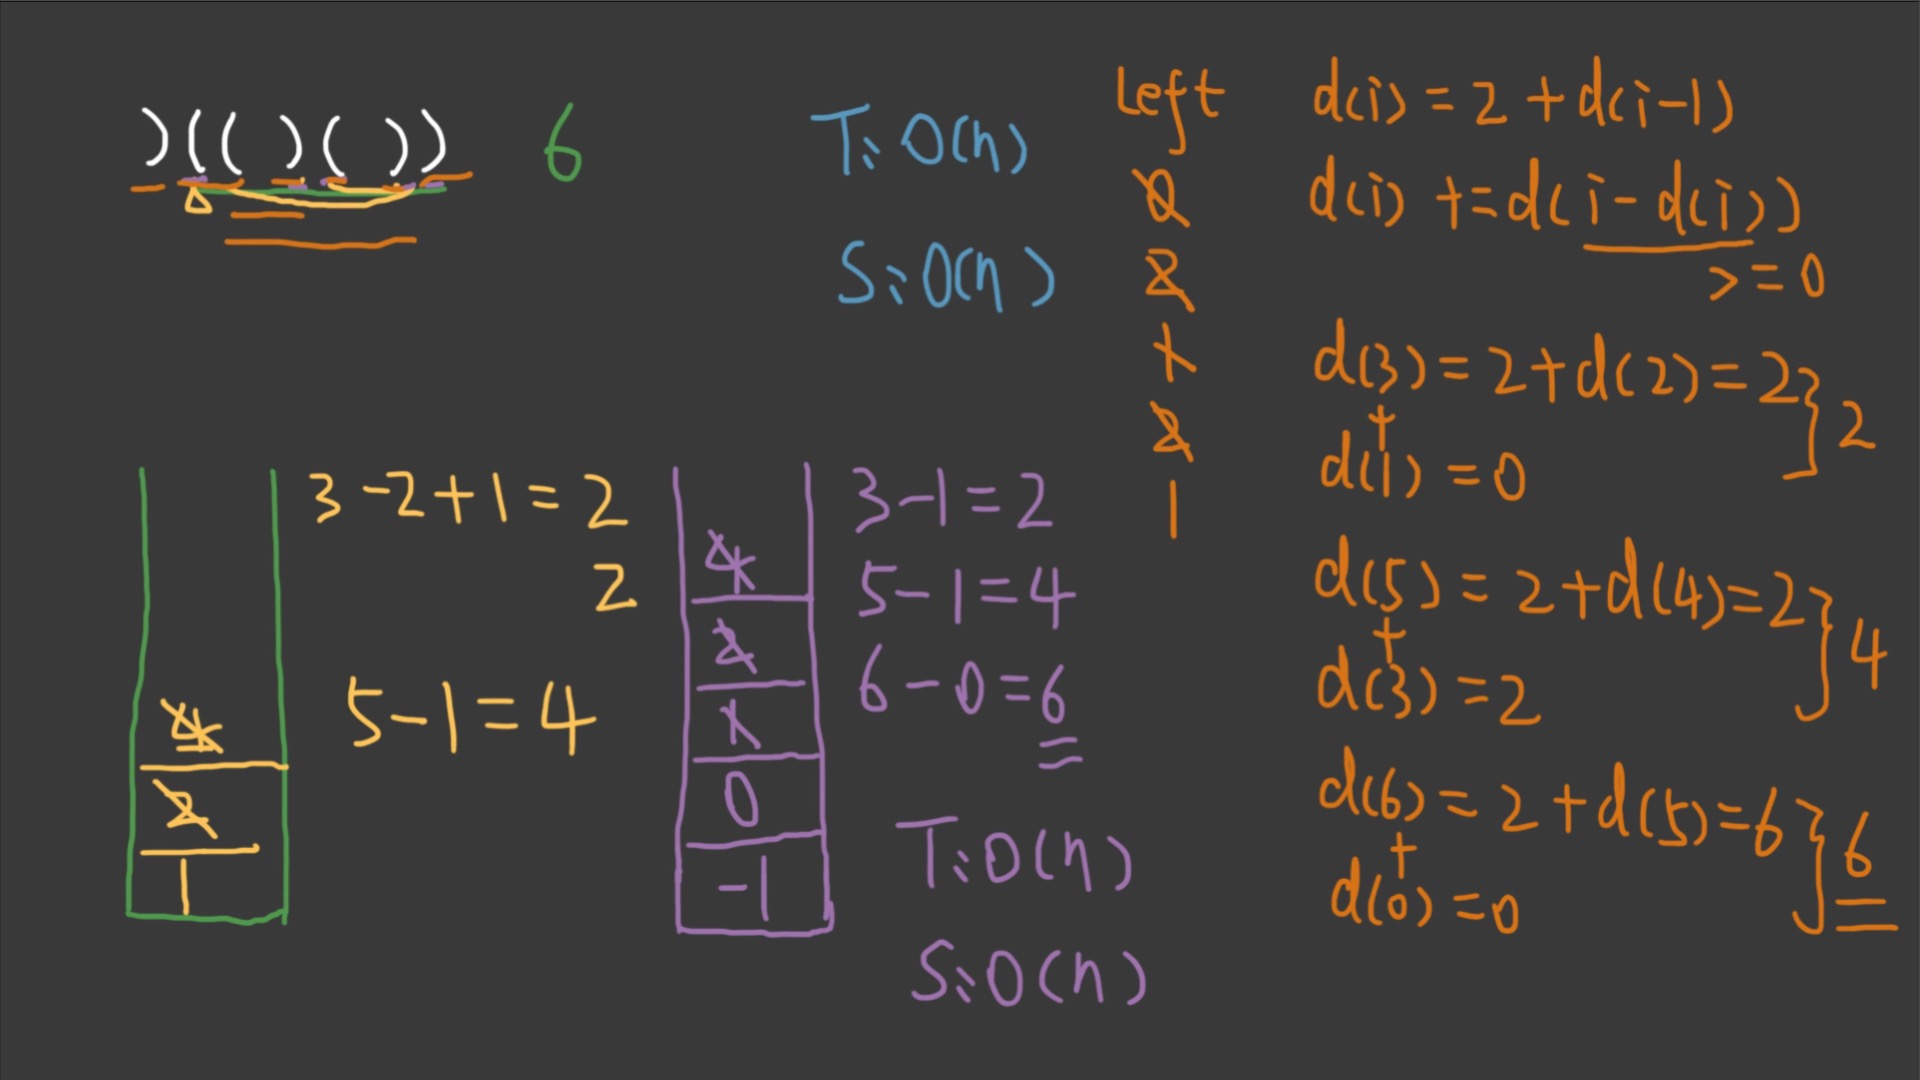 )(()()) 6
T: O(n)
S: O(n)
3-2+1=2
2
5-1=4
4
2
1
3-1=2
5-1=4
6-0=6
4
2
1
0
-1
T: O(n)
S: O(n)
left
0
2
1
2
1
d(i)=2+d(i-1)
d(i) += d(i-d(i))
>=0
d(3)=2+d(2)=2
+
d(1)=0
2
d(5)=2+d(4)=2
+
d(3)=2
4
d(6)=2+d(5)=6
+
d(0)=0
6